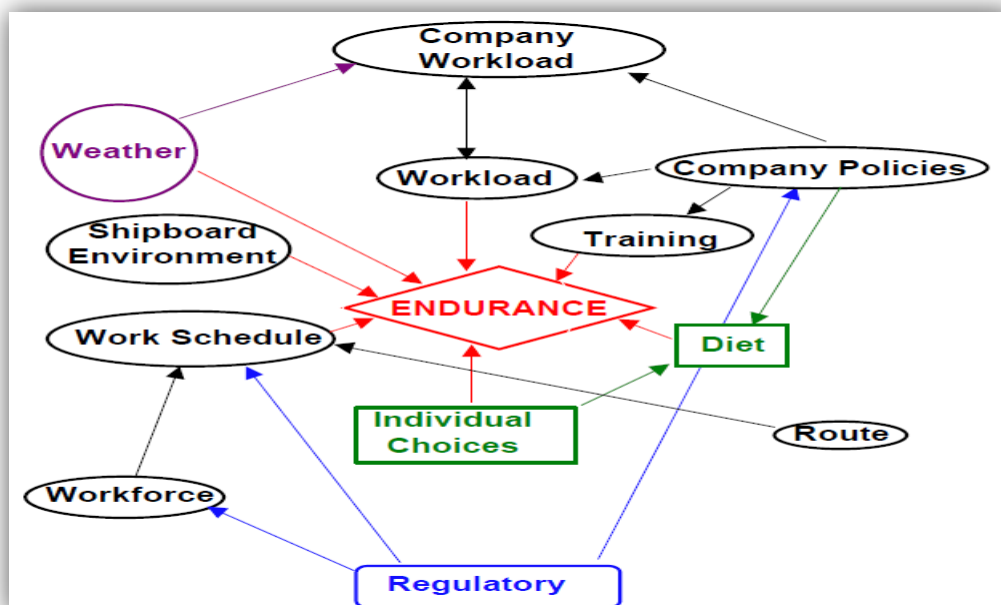 Company
Workload
Weather
Workload
Company Policies
Shipboard
Environment
Training
ENDURANCE
Work Schedule
Diet
Individual
Choices
Route
Workforce
Regulatory